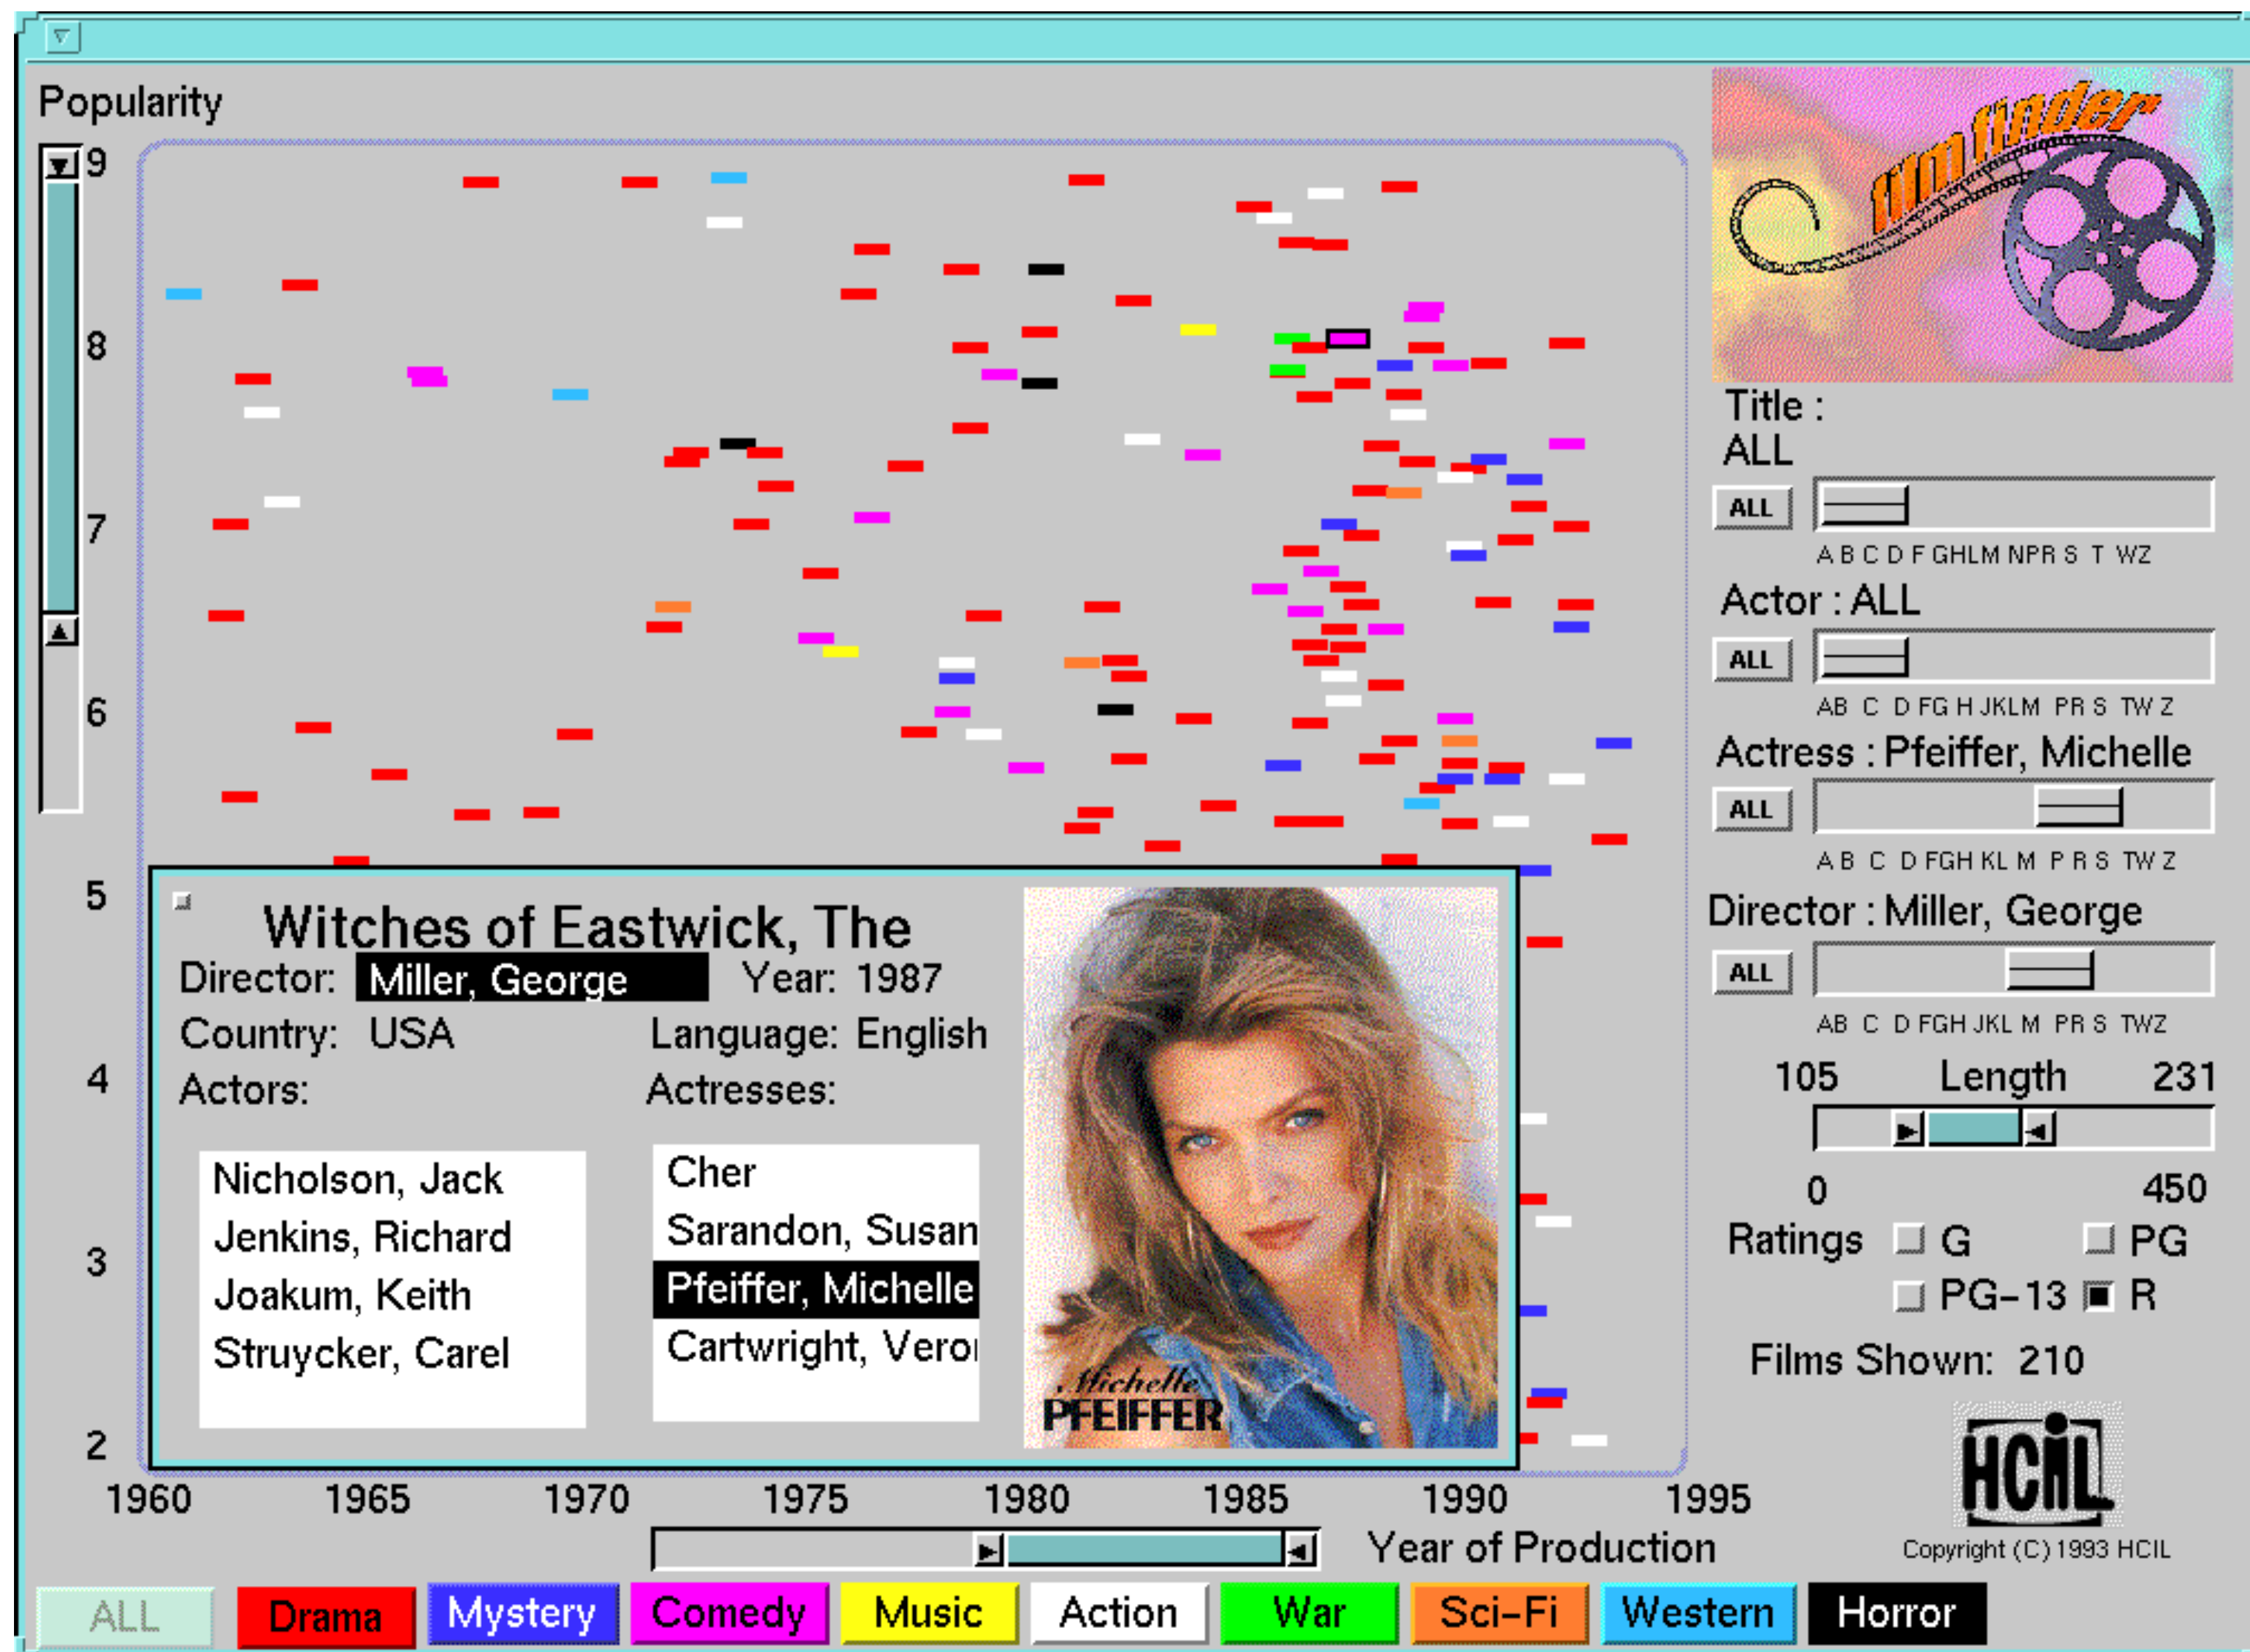 film finder
Popularity
9
8
7
6
5
4
3
2
1960 1965 1970 1975 1980 1985 1990 1995
Year of Production
Title :
ALL
ALL
A B C D F GHLM NPR S T WZ
Actor : ALL
ALL
AB C D FG H JKLM PR S TW Z
Actress : Pfeiffer, Michelle
ALL
A B C D FGH KL M P R S TW Z
Director : Miller, George
ALL
AB C D FGH JKL M PR S TWZ
105 Length 231
0 450
Ratings G PG
PG-13 R
Films Shown: 210
HCIL
Copyright (C) 1993 HCIL
Witches of Eastwick, The
Director: Miller, George Year: 1987
Country: USA Language: English
Actors: Actresses:
Nicholson, Jack
Jenkins, Richard
Joakum, Keith
Struycker, Carel
Cher
Sarandon, Susan
Pfeiffer, Michelle
Cartwright, Vero
Michelle
PFEIFFER
ALL Drama Mystery Comedy Music Action War Sci-Fi Western Horror